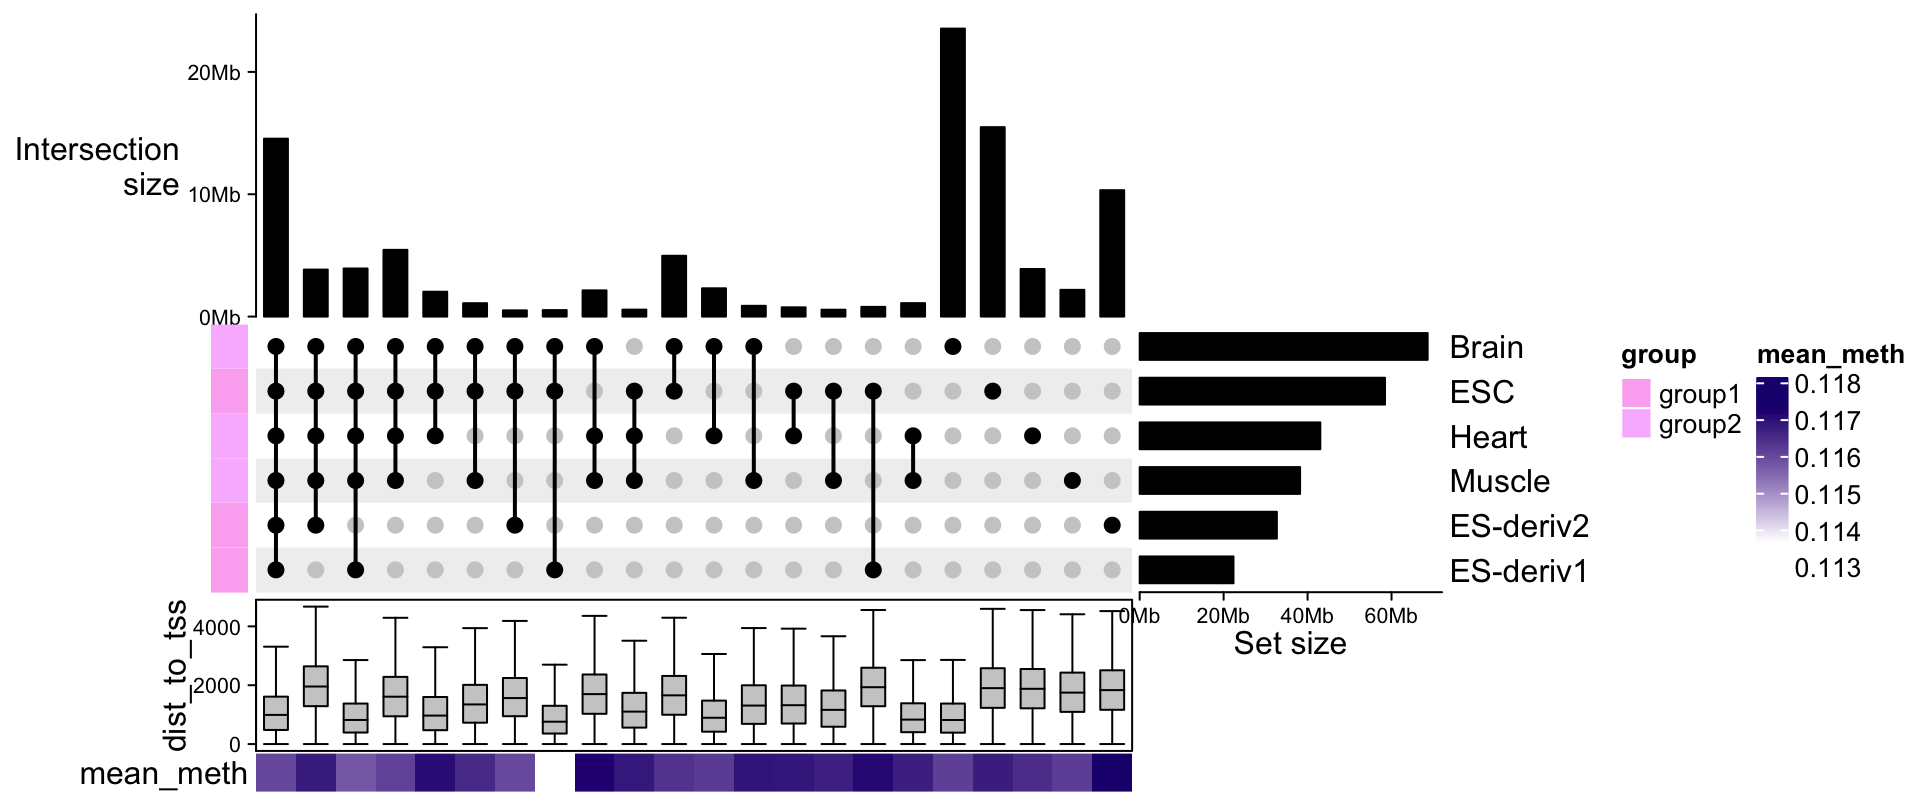 20Mb
Intersection
size
10Mb
0Mb
Brain
ESC
Heart
Muscle
ES-deriv2
ES-deriv1
0Mb 20Mb 40Mb 60Mb
Set size
group
group1
group2
mean_meth
0.118
0.117
0.116
0.115
0.114
0.113
dist_to_tss
4000
2000
0
mean_meth